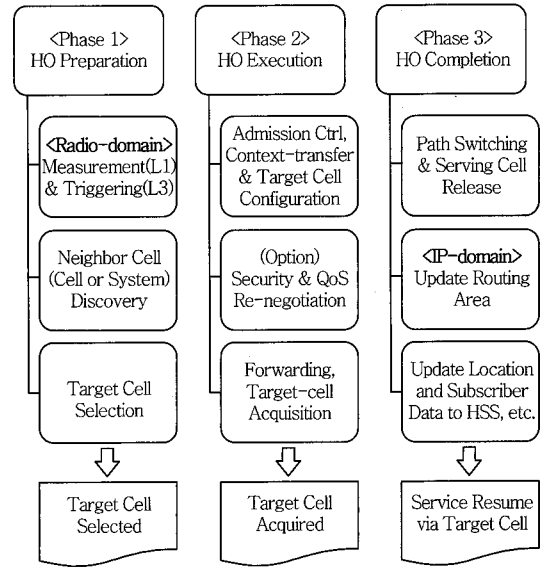 <Phase 1>
HO Preparation
<Radio-domain>
Measurement(L1)
& Triggering(L3)
Neighbor Cell
(Cell or System)
Discovery
Target Cell
Selection
Target Cell
Selected
<Phase 2>
HO Execution
Admission Ctrl,
Context-transfer
& Target Cell
Configuration
(Option)
Security & QoS
Re-negotiation
Forwarding,
Target-cell
Acquisition
Target Cell
Acquired
<Phase 3>
HO Completion
Path Switching
& Serving Cell
Release
<IP-domain>
Update Routing
Area
Update Location
and Subscriber
Data to HSS, etc.
Service Resume
via Target Cell